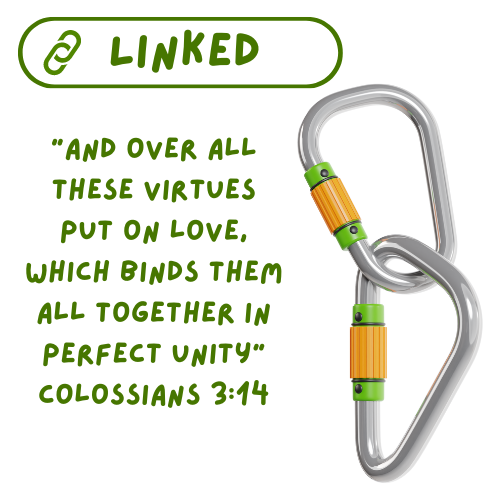 LINKED
"AND OVER ALL
THESE VIRTUES
PUT ON LOVE,
WHICH BINDS THEM
ALL TOGETHER IN
PERFECT UNITY"
COLOSSIANS 3:14